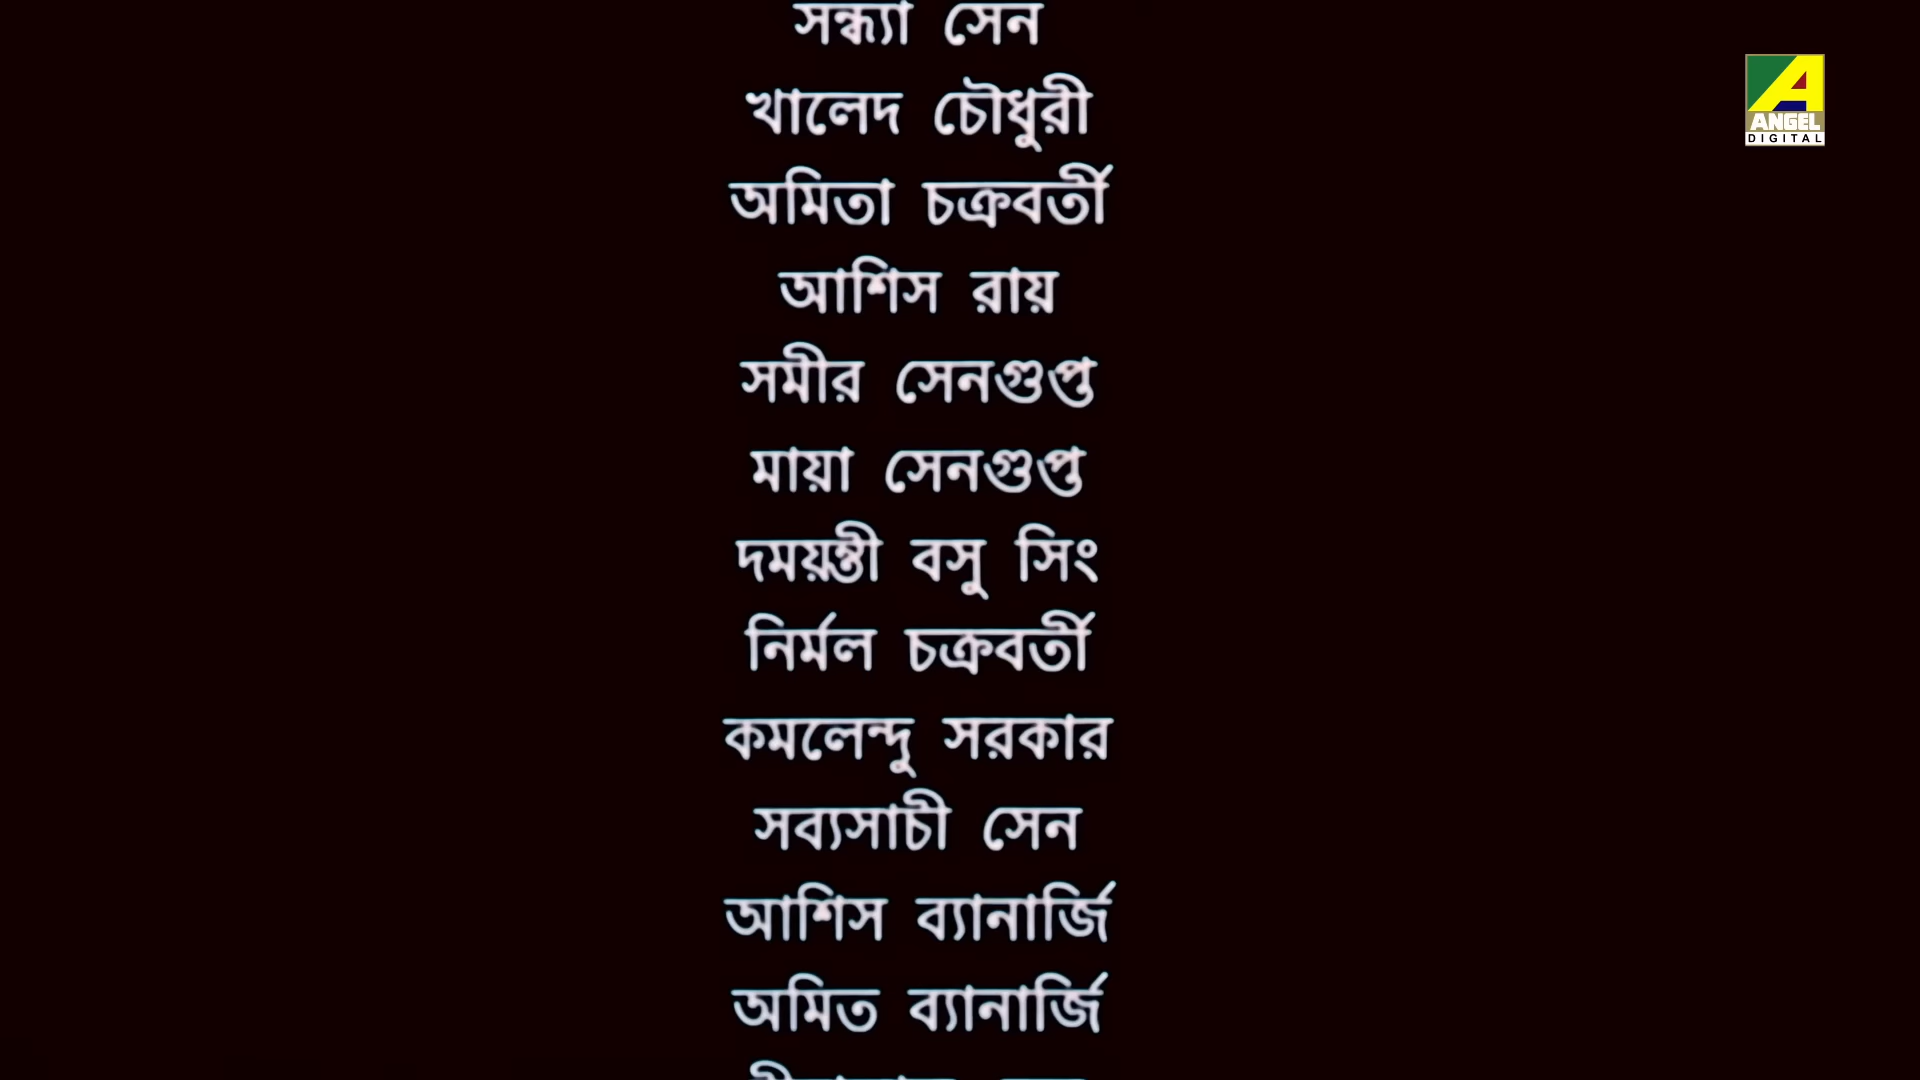 সন্ধ্যা সেন
খালেদ চৌধুরী
অমিতা চক্রবর্তী
আশিস রায়
সমীর সেনগুপ্ত
মায়া সেনগুপ্ত
দময়ন্তী বসু সিং
নির্মল চক্রবর্তী
কমলেন্দু সরকার
সব্যসাচী সেন
আশিস ব্যানার্জি
অমিত ব্যানার্জি
ANGEL
DIGITAL